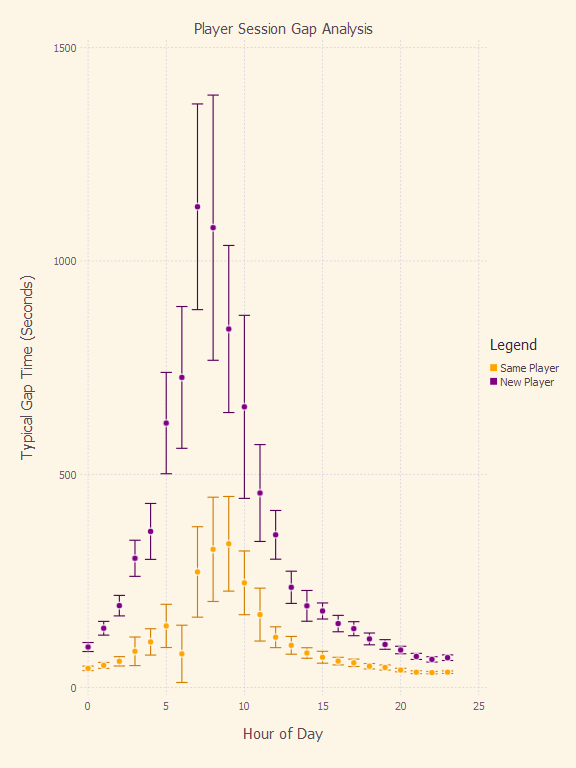 Player Session Gap Analysis
1500
1000
500
0
Typical Gap Time (Seconds)
0 5 10 15 20 25
Hour of Day
Legend
Same Player
New Player